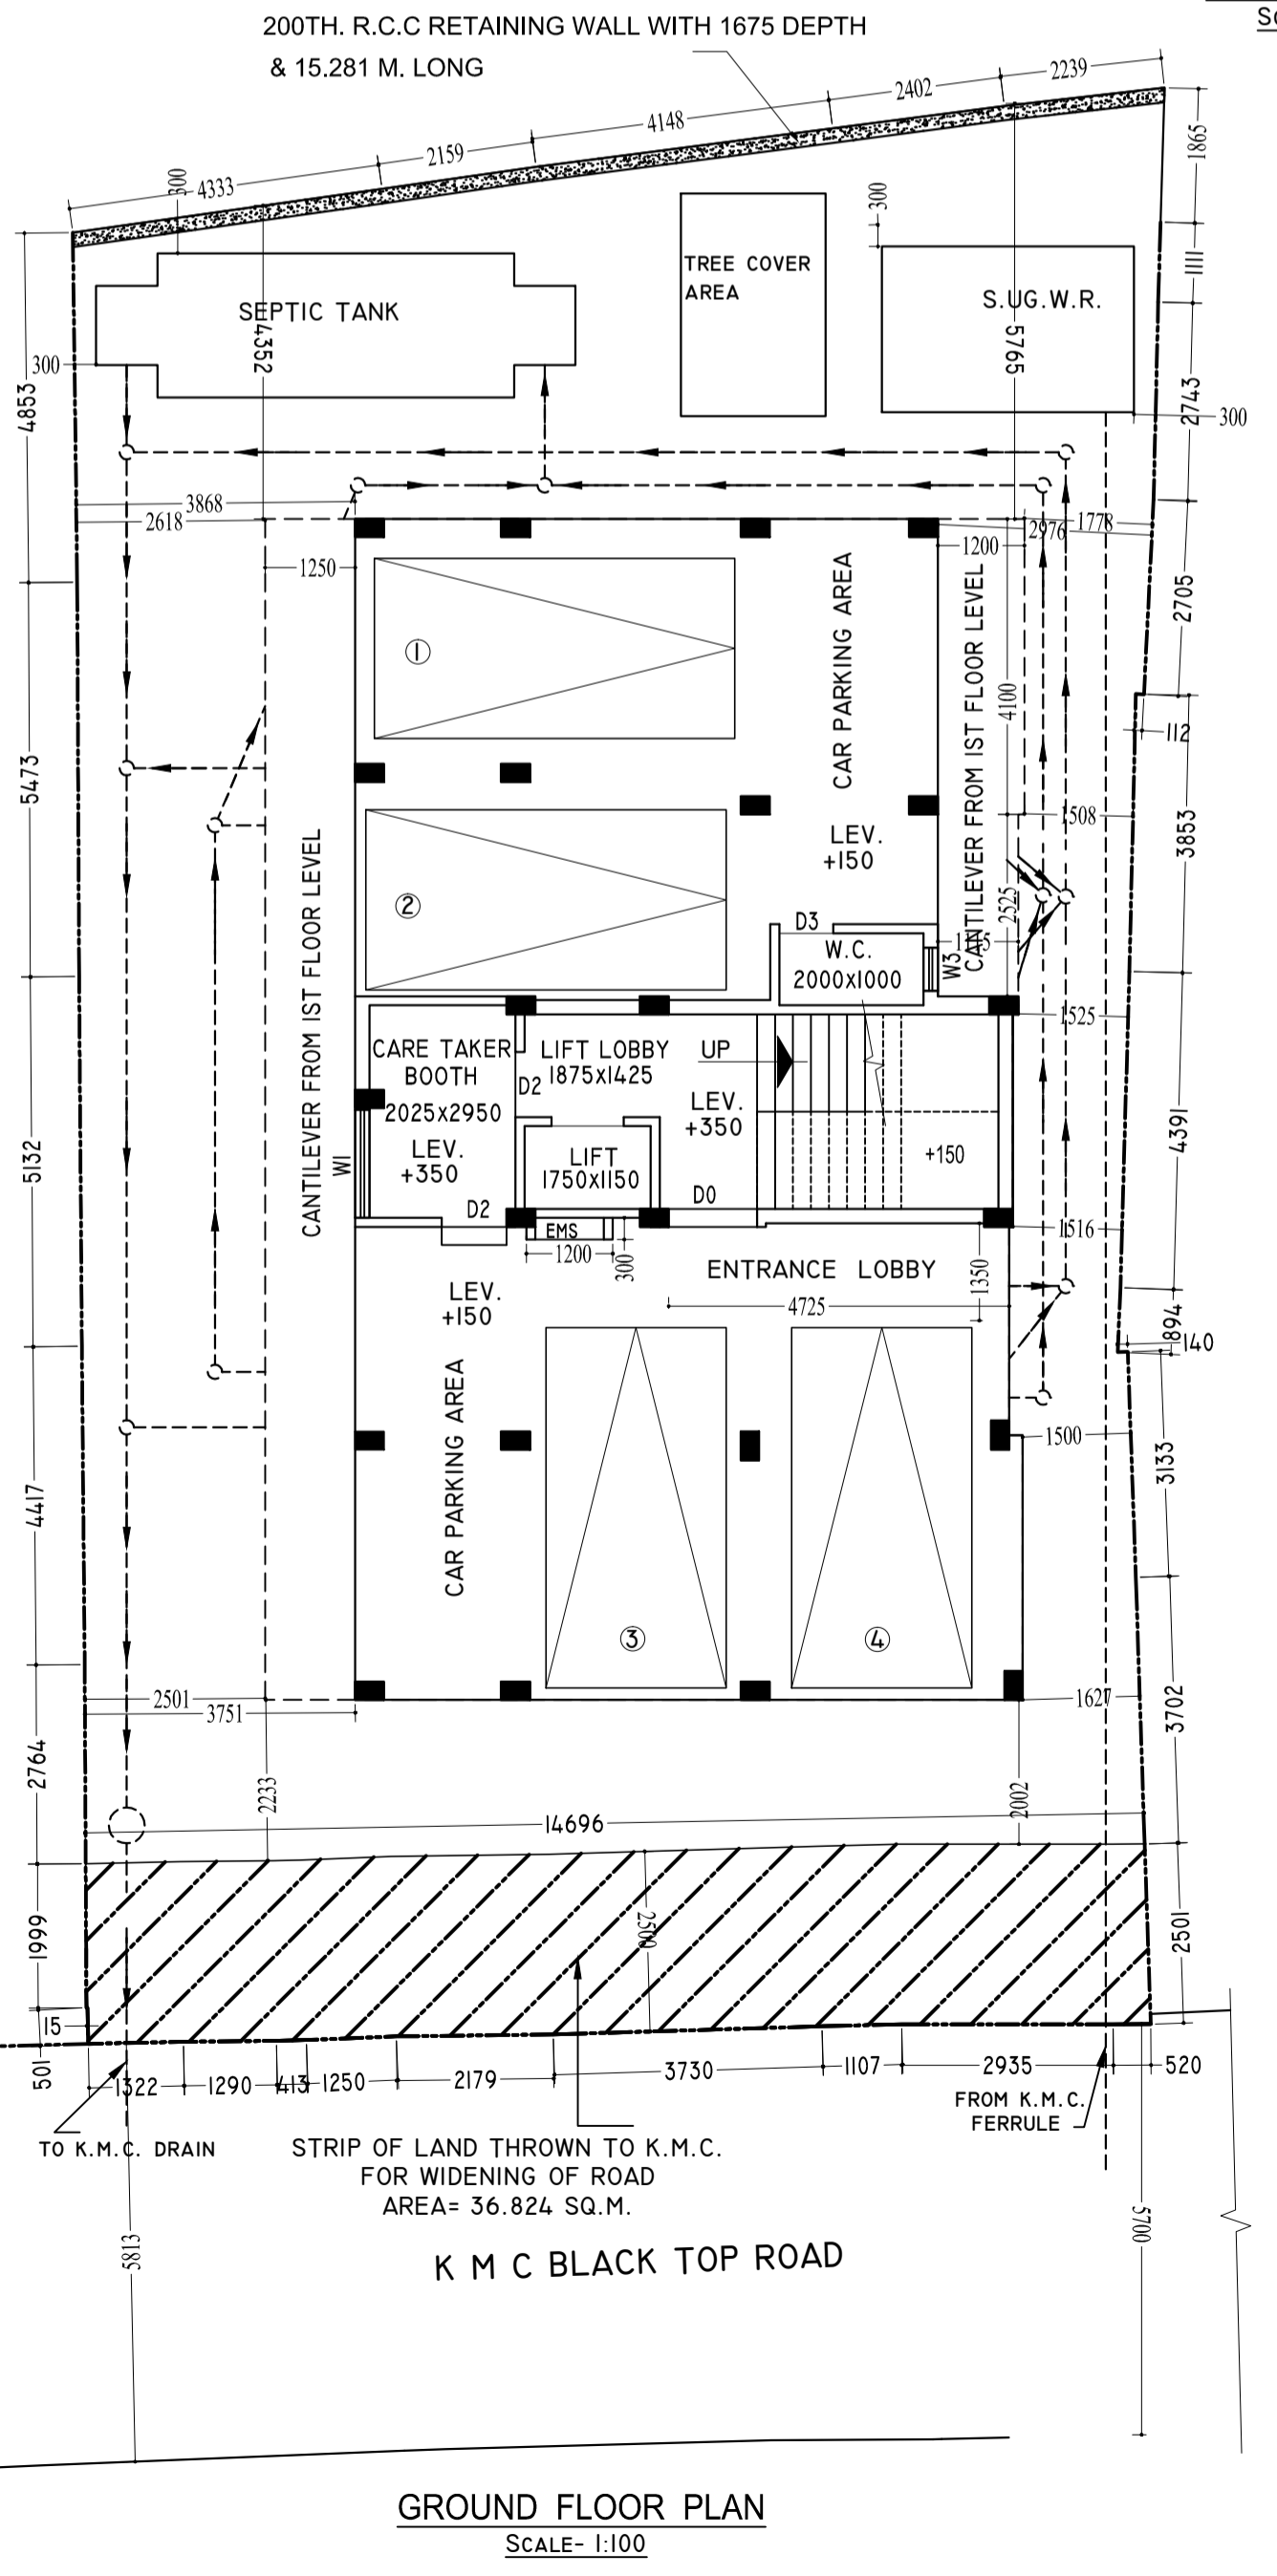 Sc
200TH. R.C.C RETAINING WALL WITH 1675 DEPTH
& 15.281 M. LONG
2239
2402
4148
2159
4333
300
1865
300
TREE COVER
AREA
1111
SEPTIC TANK
S.UG.W.R.
4352
5765
300
4853
2743
300
3868
2618
1778
2976
1250
1200
CAR PARKING AREA
CANTILEVER FROM 1ST FLOOR LEVEL
2705
1
4100
112
5473
1508
3853
LEV.
+150
CANTILEVER FROM 1ST FLOOR LEVEL
2
2525
D3
W.C.
2000x1000
W3
1525
CARE TAKER
BOOTH
2025x2950
LEV.
+350
LIFT LOBBY
1875x1425
UP
D2
LEV.
+350
4391
5132
W1
LIFT
1750x1150
+150
D2
D0
EMS
1200
300
1516
ENTRANCE LOBBY
1350
LEV.
+150
4725
894
140
CAR PARKING AREA
1500
3133
4417
3
4
2501
3751
1627
3702
2764
2233
2002
14696
1999
2500
2501
15
501
1322
1290
413
1250
2179
3730
1107
2935
520
FROM K.M.C.
FERRULE
TO K.M.C. DRAIN
STRIP OF LAND THROWN TO K.M.C.
FOR WIDENING OF ROAD
AREA= 36.824 SQ.M.
5700
5813
K M C BLACK TOP ROAD
GROUND FLOOR PLAN
SCALE- 1:100